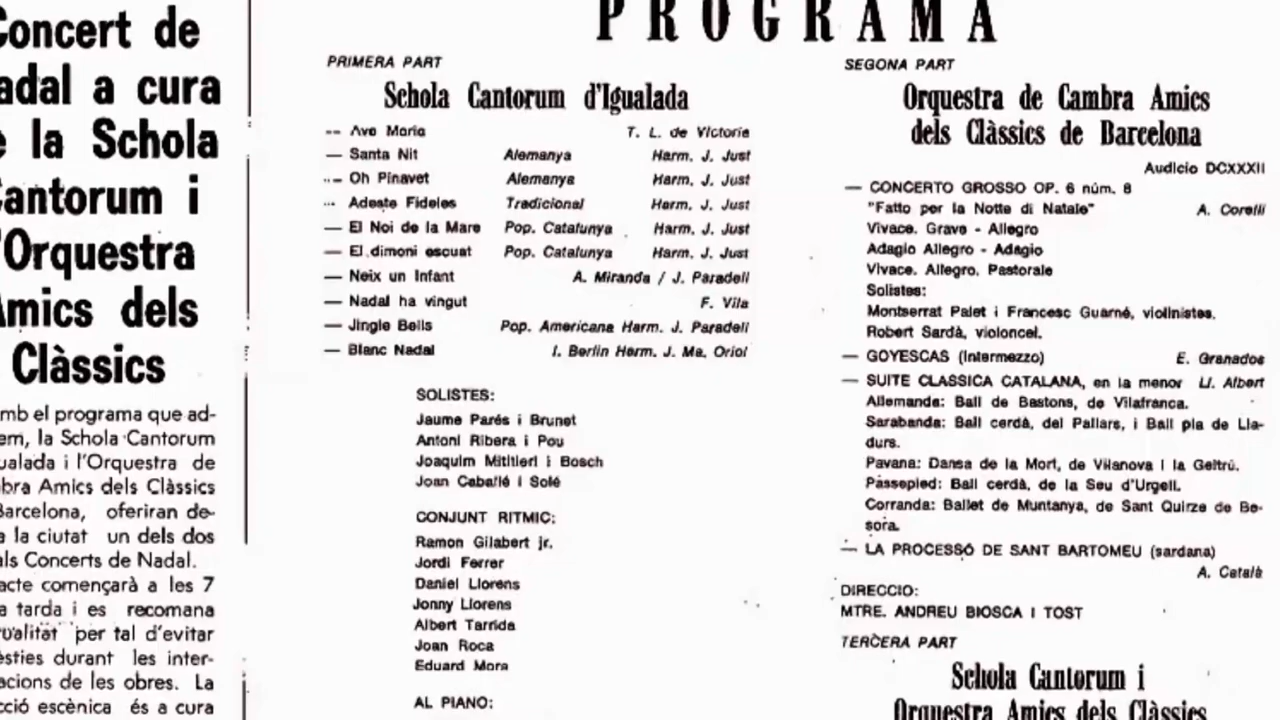 Concert de
Nadal a cura
de la Schola
Cantorum i
l'Orquestra
Amics dels
Clàssics
mb el programa que ad-
em, la Schola Cantorum
ualada i l'Orquestra de
bra Amics dels Clàssics
Barcelona, oferiran de-
a la ciutat un dels dos
als Concerts de Nadal.
acte començarà a les 7
a tarda i es recomana
tualitat per tal d'evitar
èsties durant les inter-
acions de les obres. La
cció escènica és a cura
PROGRAMA
PRIMERA PART
Schola Cantorum d'Igualada
-- Ave Maria T. L. de Victoria
— Santa Nit Alemanya Harm. J. Just
— Oh Pinavet Alemanya Harm. J. Just
— Adeste Fideles Tradicional Harm. J. Just
— El Noi de la Mare Pop. Catalunya Harm. J. Just
— El dimoni escuat Pop. Catalunya Harm. J. Just
— Neix un Infant A. Miranda / J. Paradell
— Nadal ha vingut F. Vila
— Jingle Bells Pop. Americana Harm. J. Paradell
— Blanc Nadal I. Berlin Harm. J. Ma. Oriol
SOLISTES:
Jaume Parés i Brunet
Antoni Ribera i Pou
Joaquim Mititieri i Bosch
Joan Caballé i Solé
CONJUNT RITMIC:
Ramon Gilabert jr.
Jordi Ferrer
Daniel Llorens
Jonny Llorens
Albert Tarrida
Joan Roca
Eduard Mora
AL PIANO:
SEGONA PART
Orquestra de Cambra Amics
dels Clàssics de Barcelona
Audicio DCXXXII
— CONCERTO GROSSO OP. 6 núm. 8
"Fatto per la Notte di Natale" A. Corelli
Vivace. Grave - Allegro
Adagio Allegro - Adagio
Vivace. Allegro. Pastorale
Solistes:
Montserrat Palet i Francesc Guarné, violinistes.
Robert Sardà, violoncel.
— GOYESCAS (Intermezzo) E. Granados
— SUITE CLASSICA CATALANA, en la menor Ll. Albert
Allemanda: Ball de Bastons, de Vilafranca.
Sarabanda: Ball cerdà, del Pallars, i Ball pla de Lla-
durs.
Pavana: Dansa de la Mort, de Vilanova i la Geltrú.
Passepied: Ball cerdà, de la Seu d'Urgell.
Corranda: Ballet de Muntanya, de Sant Quirze de Be-
sora.
— LA PROCESSÓ DE SANT BARTOMEU (sardana)
A. Català
DIRECCIO:
MTRE. ANDREU BIOSCA I TOST
TERCERA PART
Schola Cantorum i
Orquestra Amics dels Clàssics